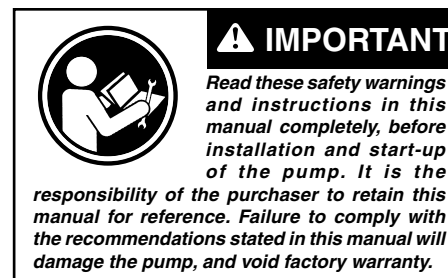 IMPORTANT
Read these safety warnings
and instructions in this
manual completely, before
installation and start-up
of the pump. It is the
responsibility of the purchaser to retain this
manual for reference. Failure to comply with
the recommendations stated in this manual will
damage the pump, and void factory warranty.